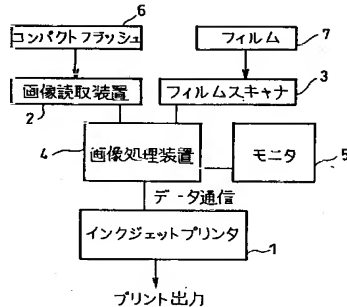 6
コンパクトフラッシュ
フィルム
7
画像読取装置
フィルムスキャナ
3
2
4
画像処理装置
モニタ
5
データ通信
インクジェットプリンタ
1
プリント出力